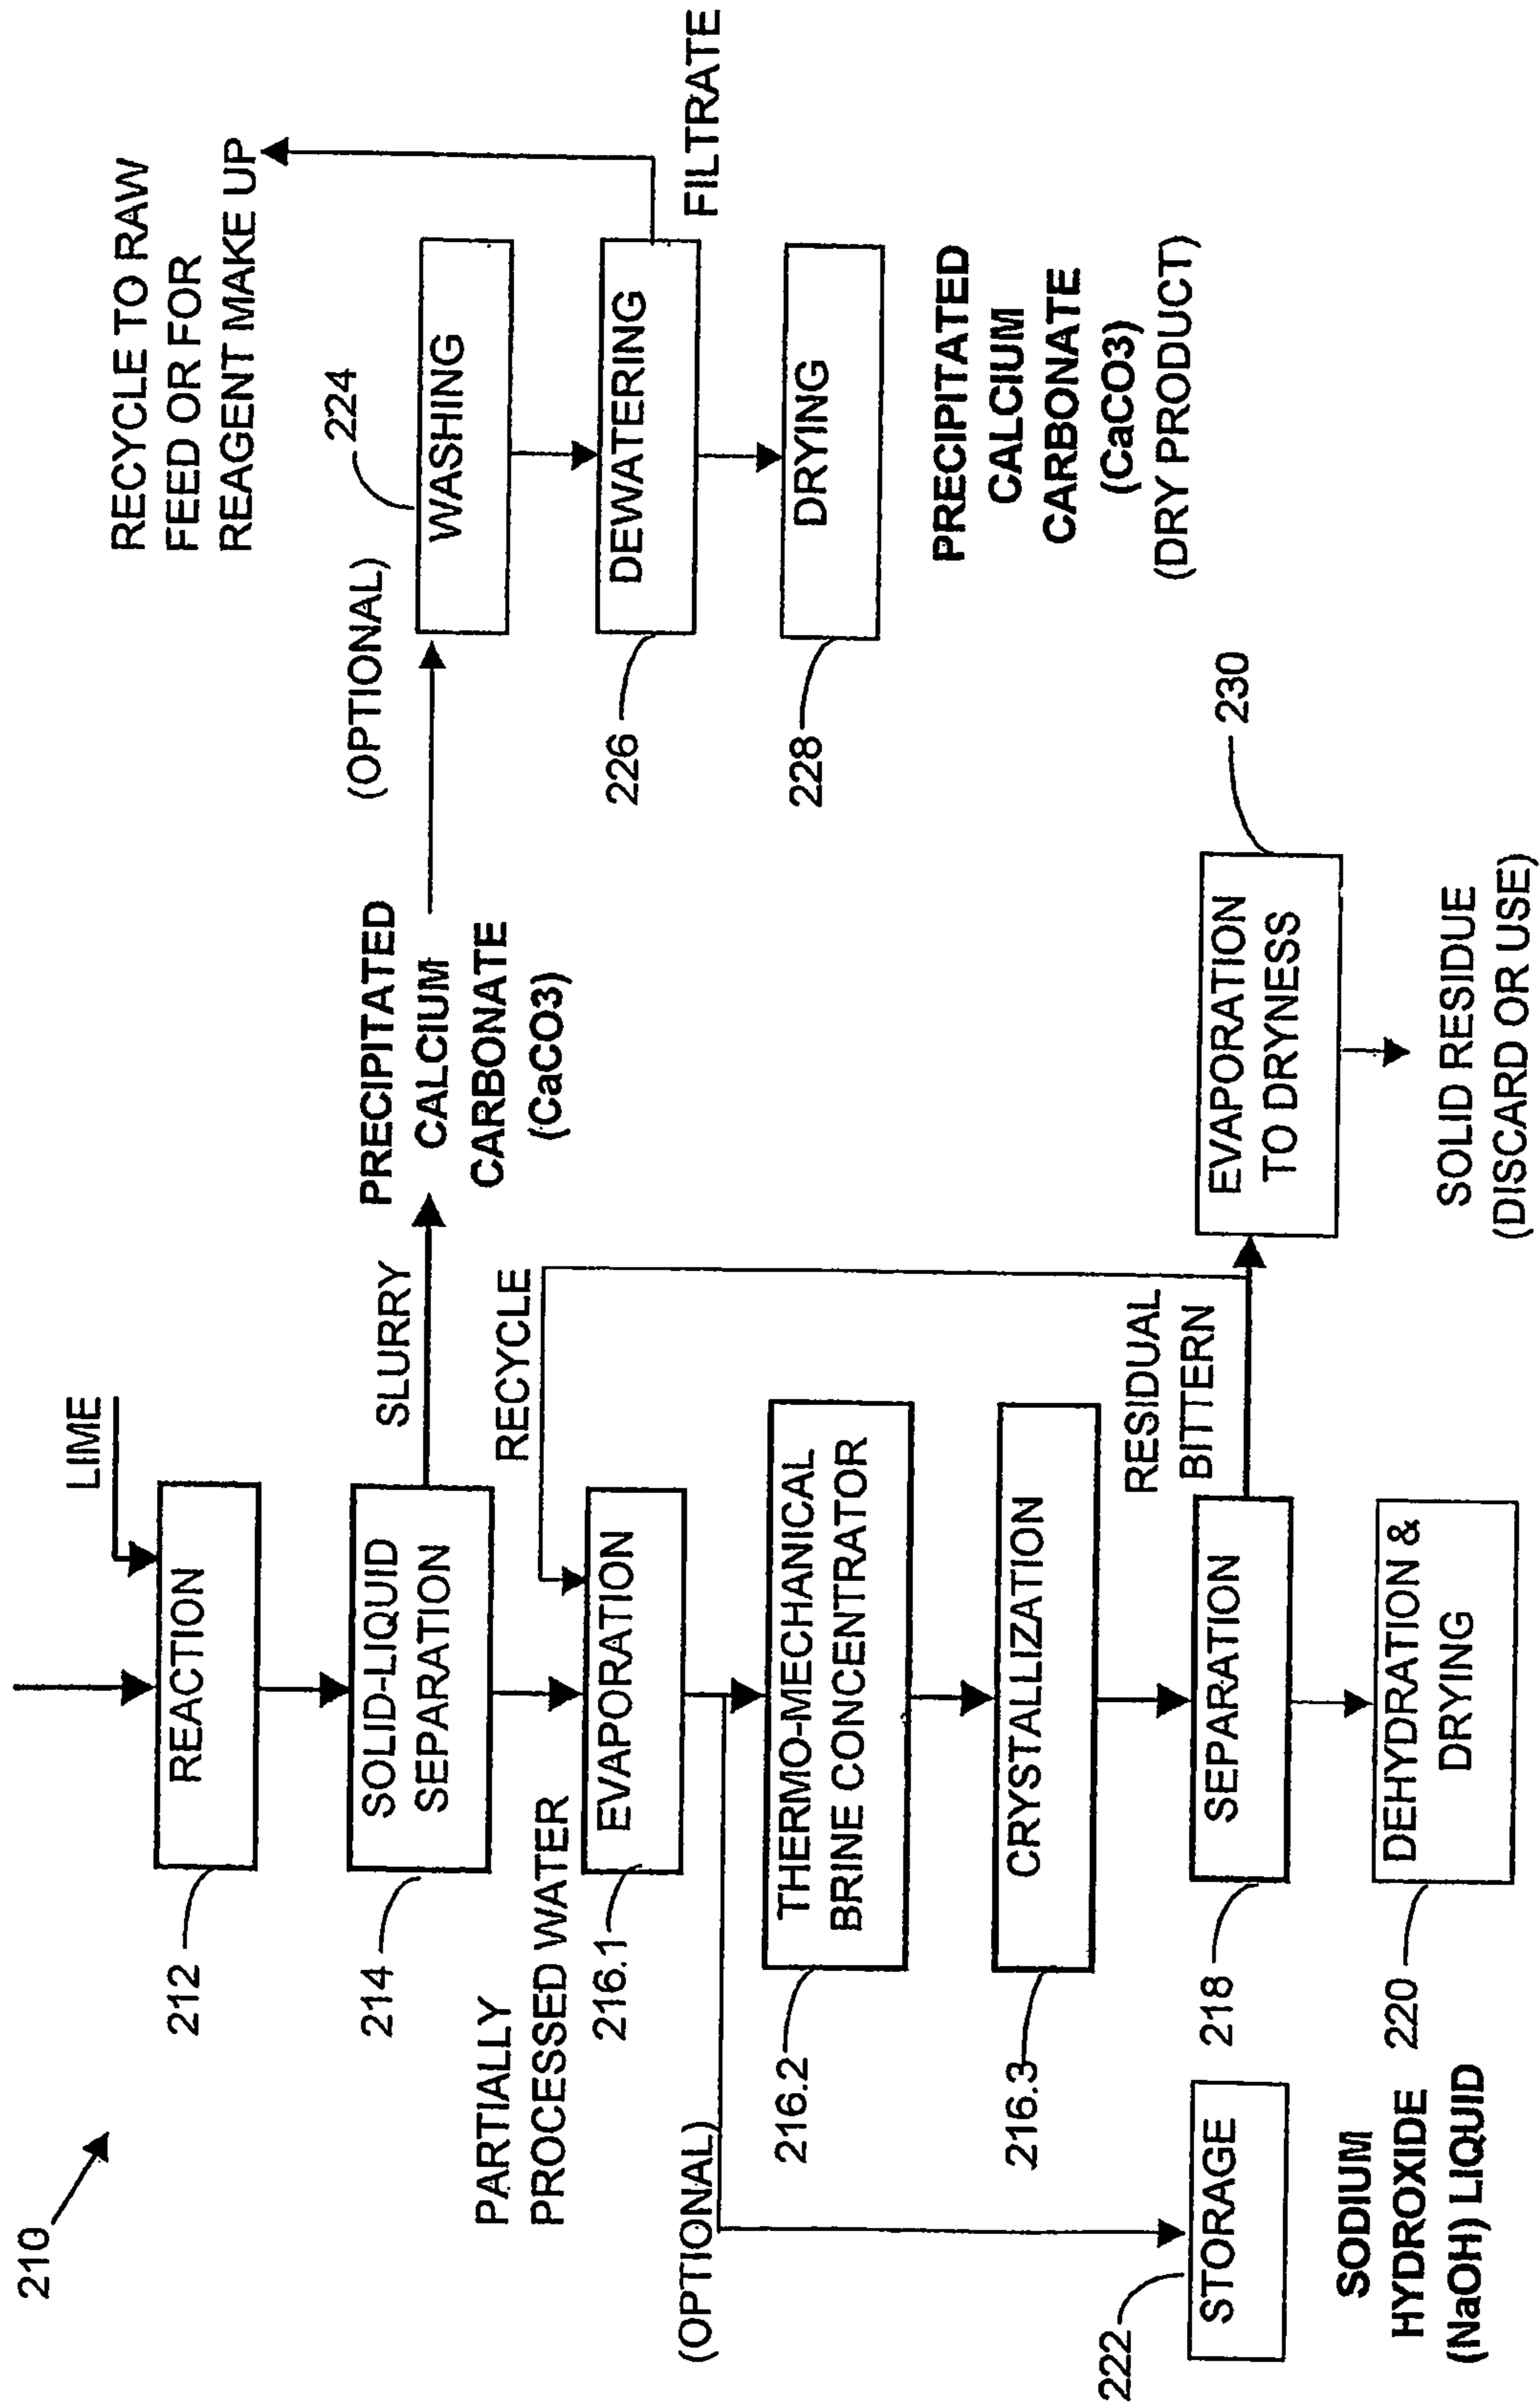 210
LIME
REACTION
212
SOLID-LIQUID
SEPARATION
214
SLURRY
PRECIPITATED
CALCIUM
CARBONATE
(CaCO3)
(OPTIONAL)
224
WASHING
RECYCLE TO RAW
FEED OR FOR
REAGENT MAKE UP
226
DEWATERING
FILTRATE
228
DRYING
PRECIPITATED
CALCIUM
CARBONATE
(CaCo3)
(DRY PRODUCT)
PARTIALLY
PROCESSED WATER
RECYCLE
216.1
EVAPORATION
(OPTIONAL)
216.2
THERMO-MECHANICAL
BRINE CONCENTRATOR
216.3
CRYSTALLIZATION
RESIDUAL
BITTERN
218
SEPARATION
230
EVAPORATION
TO DRYNESS
SOLID RESIDUE
(DISCARD OR USE)
220
DEHYDRATION &
DRYING
222
STORAGE
SODIUM
HYDROXIDE
(NaOH) LIQUID